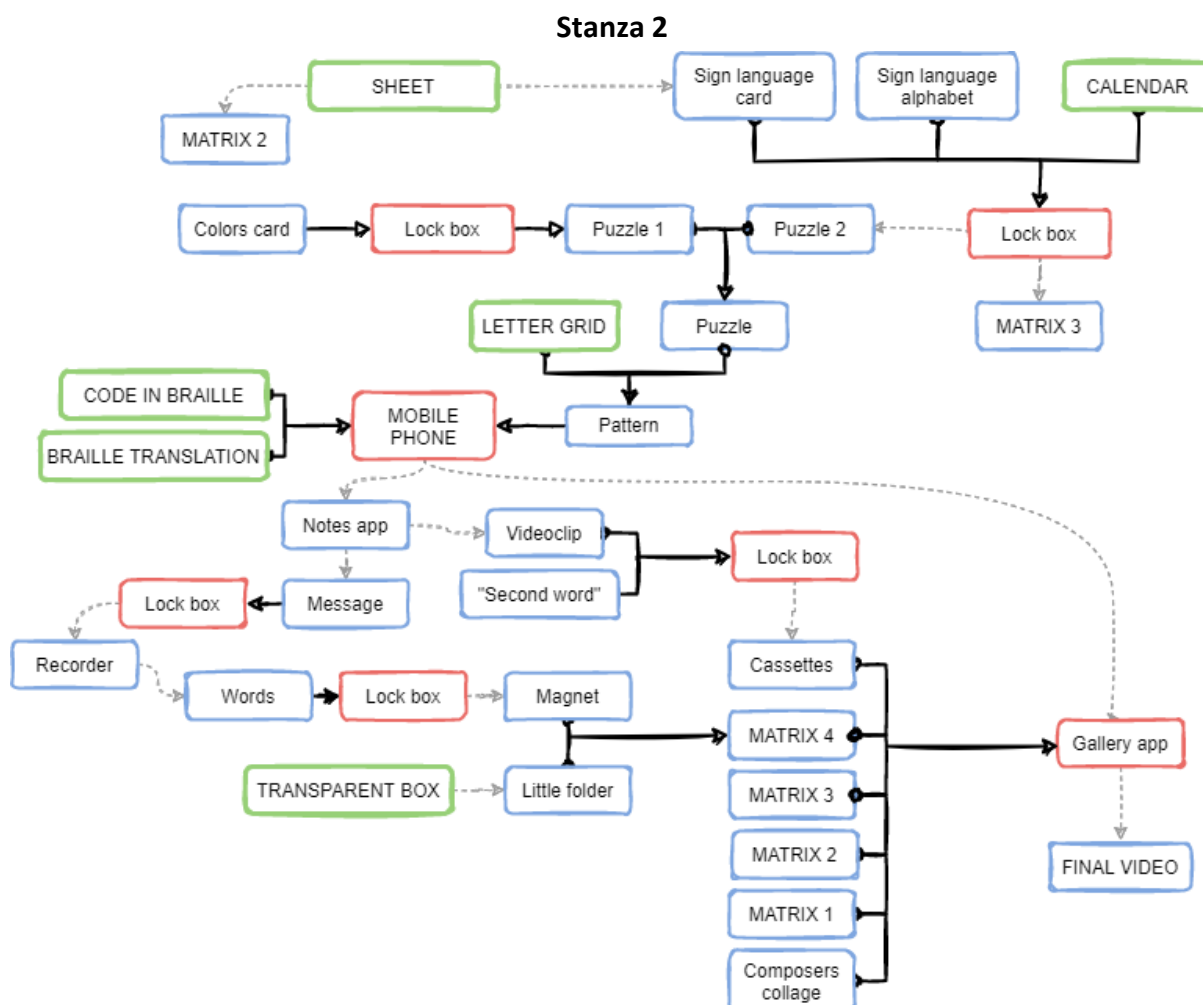 Stanza 2
SHEET
Sign language
card
Sign language
alphabet
CALENDAR
MATRIX 2
Colors card
Lock box
Puzzle 1
Puzzle 2
Lock box
LETTER GRID
Puzzle
MATRIX 3
CODE IN BRAILLE
MOBILE
PHONE
Pattern
BRAILLE TRANSLATION
Notes app
Videoclip
Lock box
"Second word"
Lock box
Message
Recorder
Cassettes
Words
Lock box
Magnet
MATRIX 4
Gallery app
TRANSPARENT BOX
Little folder
MATRIX 3
MATRIX 2
FINAL VIDEO
MATRIX 1
Composers
collage